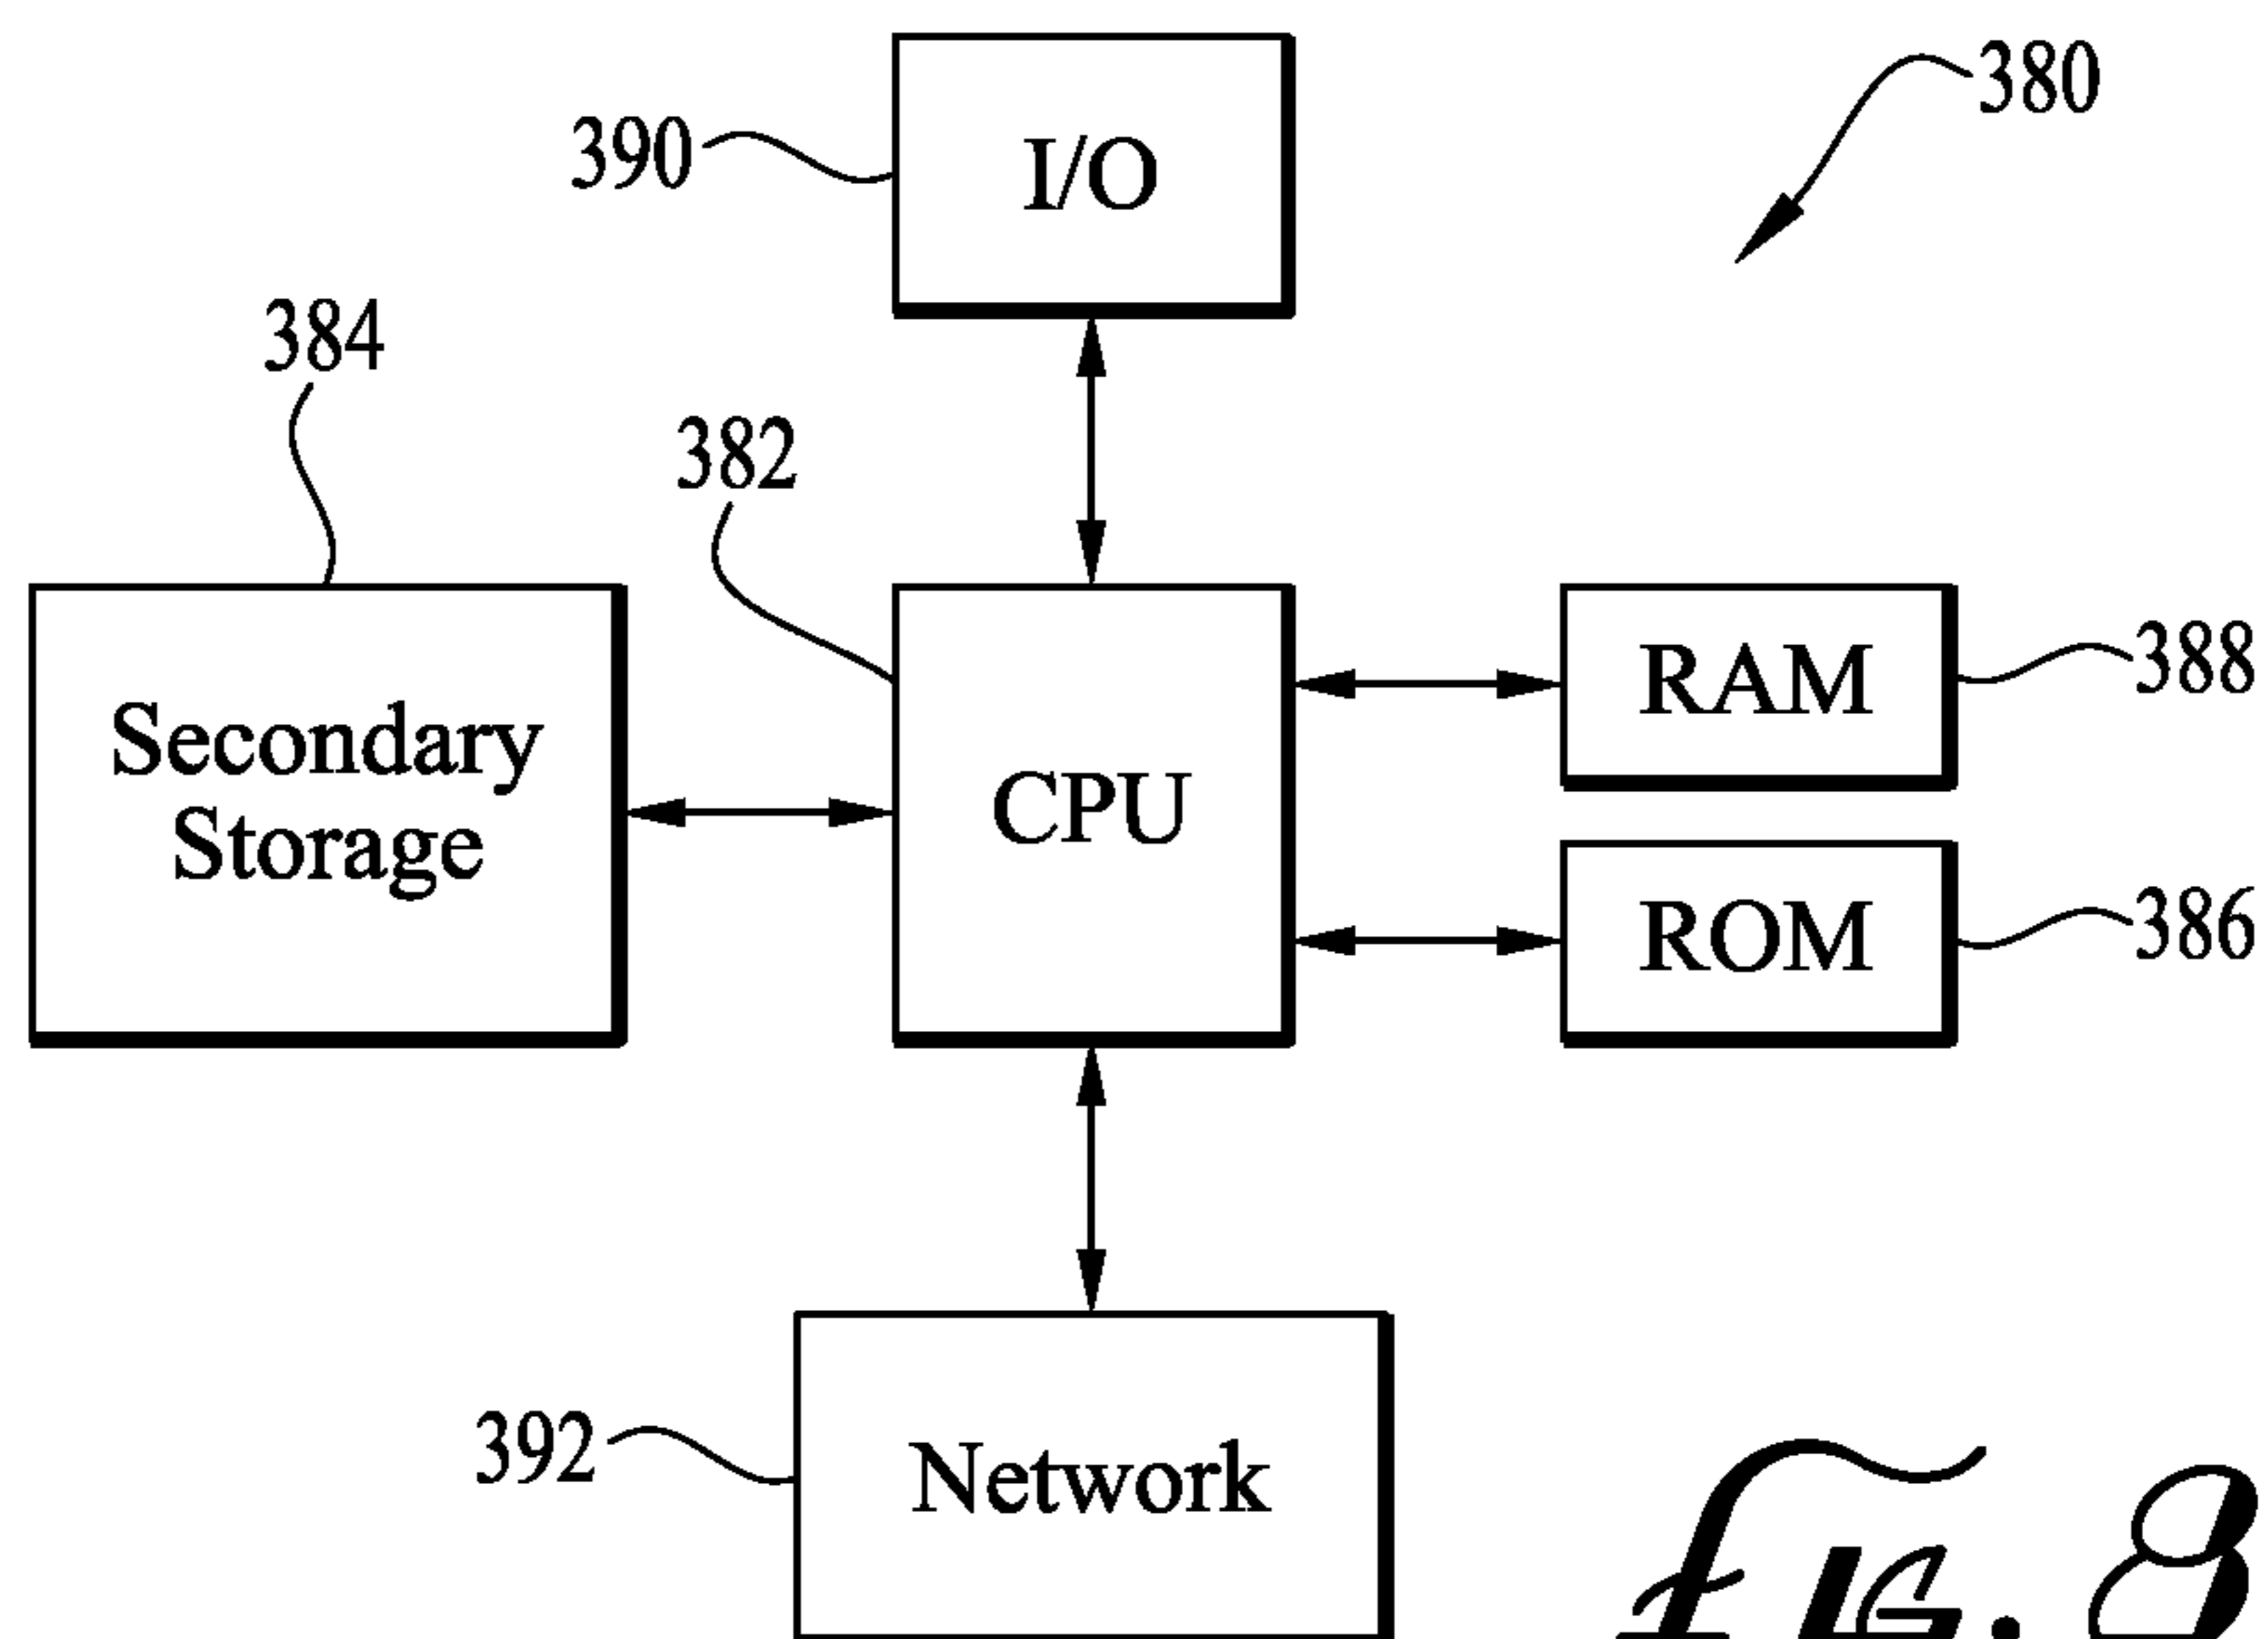 380
390
I/O
384
382
RAM
388
Secondary
Storage
CPU
ROM
386
392
Network
FIG. 8